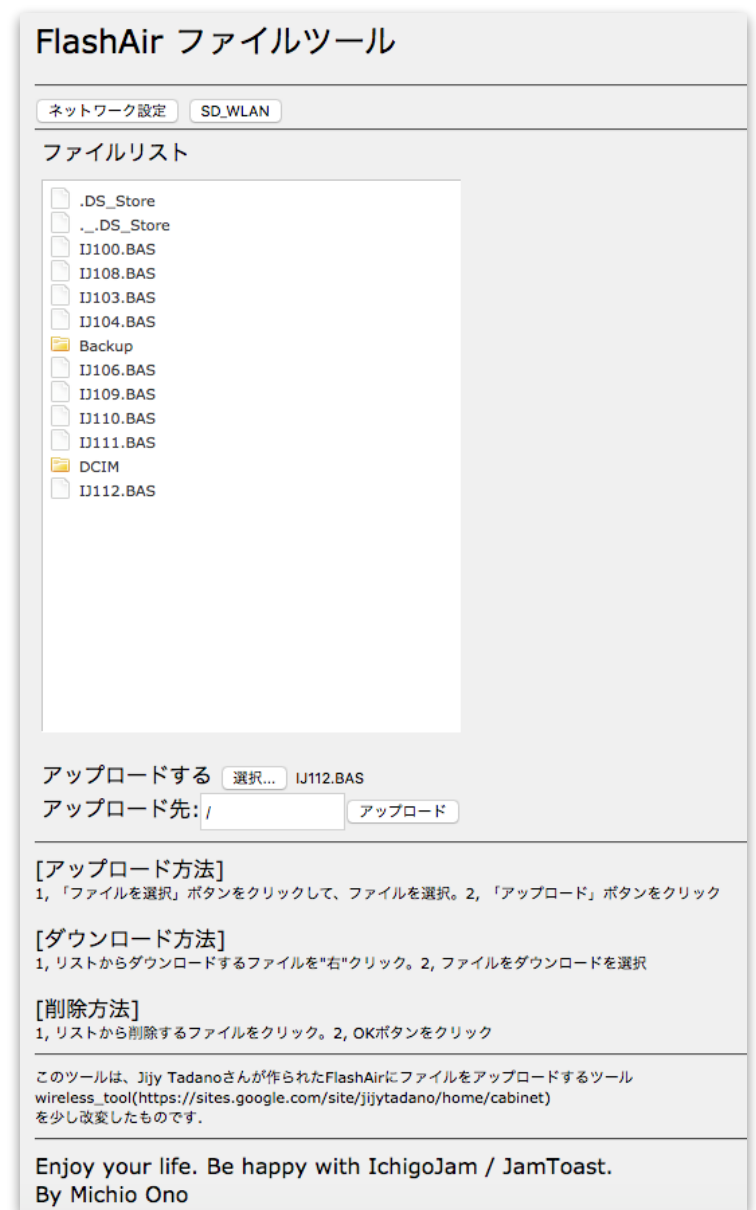 FlashAir ファイルツール
ネットワーク設定 SD_WLAN
ファイルリスト
.DS_Store
._.DS_Store
IJ100.BAS
IJ108.BAS
IJ103.BAS
IJ104.BAS
Backup
IJ106.BAS
IJ109.BAS
IJ110.BAS
IJ111.BAS
DCIM
IJ112.BAS
アップロードする 選択... IJ112.BAS
アップロード先: / アップロード
[アップロード方法]
1, 「ファイルを選択」ボタンをクリックして、ファイルを選択。2, 「アップロード」ボタンをクリック
[ダウンロード方法]
1, リストからダウンロードするファイルを"右"クリック。2, ファイルをダウンロードを選択
[削除方法]
1, リストから削除するファイルをクリック。2, OKボタンをクリック
このツールは、Jijy Tadanoさんが作られたFlashAirにファイルをアップロードするツール
wireless_tool(https://sites.google.com/site/jijytadano/home/cabinet)
を少し改変したものです.
Enjoy your life. Be happy with IchigoJam / JamToast.
By Michio Ono